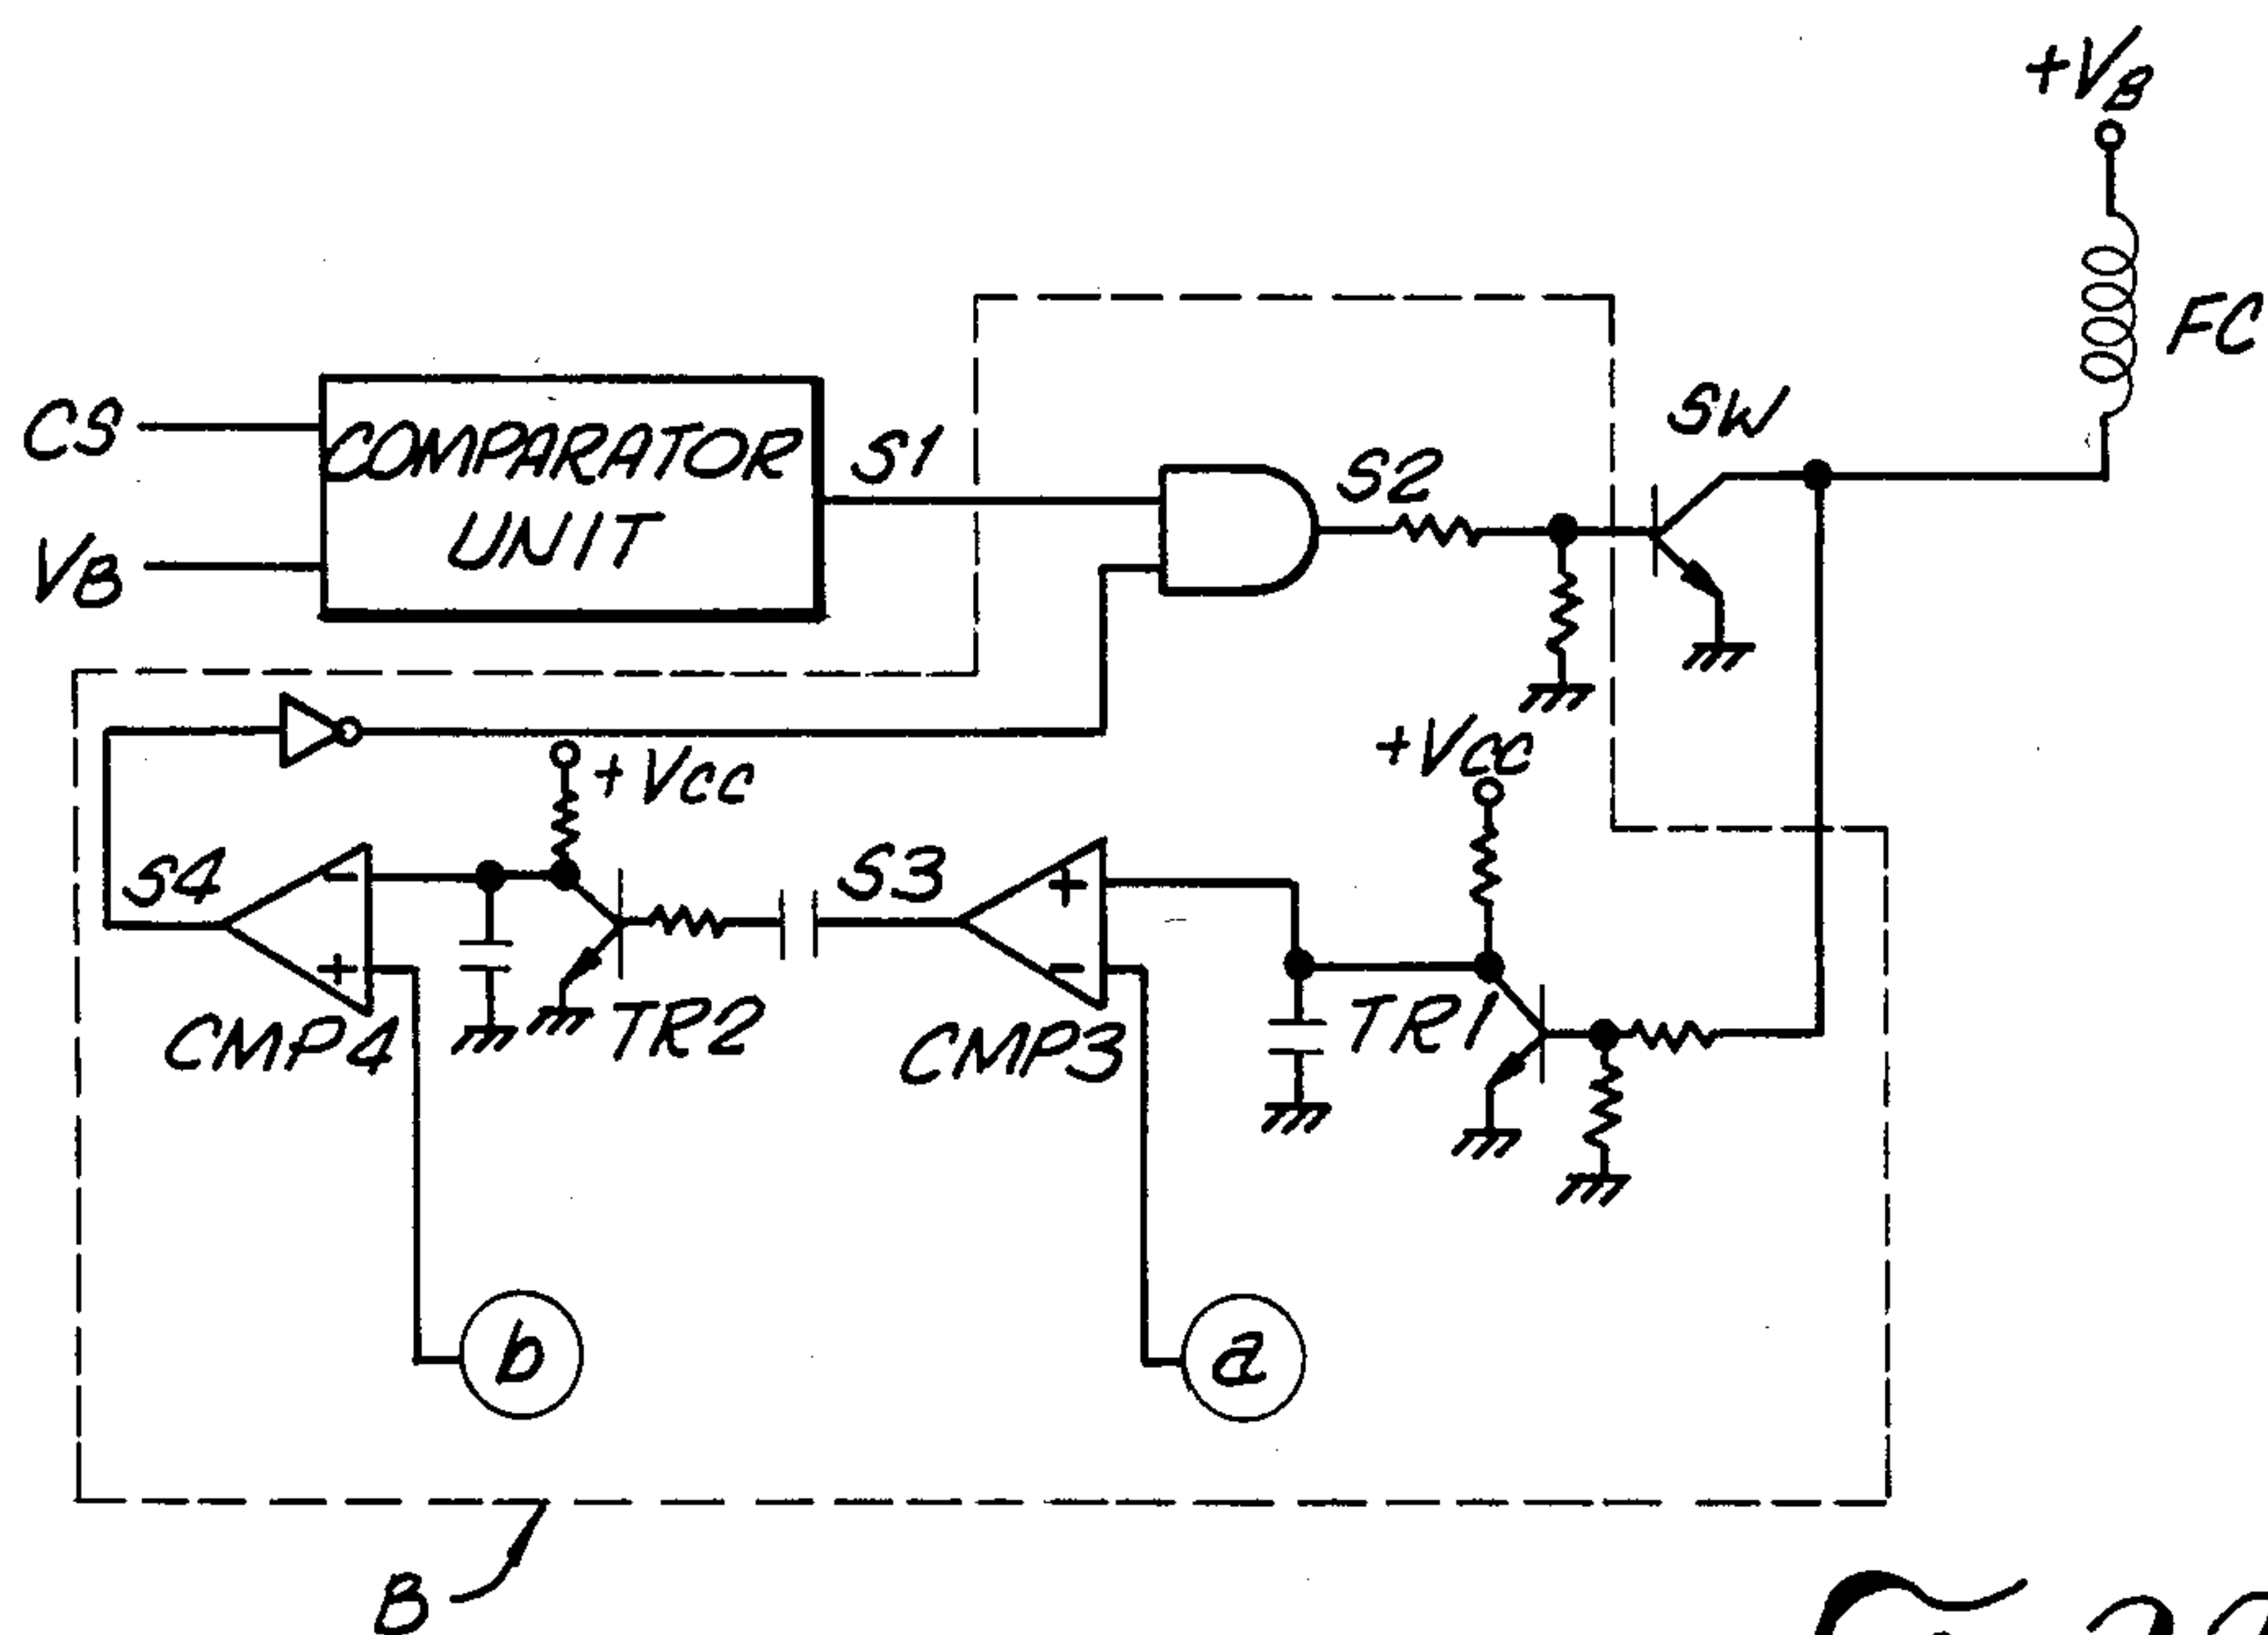 +VB
FC
SW
CS
COMPARATOR
UNIT
S1
S2
VB
+VCC
+VCC
S4
S3
-
+
+
-
CMP4
TR2
CMP3
TR1
b
a
B